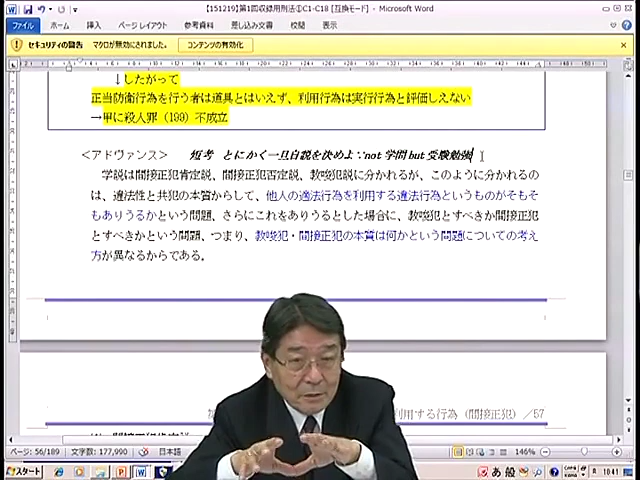 【151219】第1回収録用刑法①C1-C18 [互換モード] - Microsoft Word
ファイル ホーム 挿入 ページ レイアウト 参考資料 差し込み文書 校閲 表示
セキュリティの警告 マクロが無効にされました。 コンテンツの有効化
↓したがって
正当防衛行為を行う者は道具とはいえず、利用行為は実行行為と評価しえない
→甲に殺人罪（199）不成立
＜アドヴァンス＞ 短考 とにかく一旦自説を決めよ∵not 学問 but 受験勉強
学説は間接正犯肯定説、間接正犯否定説、教唆犯説に分かれるが、このように分かれるの
は、違法性と共犯の本質からして、他人の適法行為を利用する違法行為というものがそもそ
もありうるかという問題、さらにこれをありうるとした場合に、教唆犯とすべきか間接正犯
とすべきかという問題、つまり、教唆犯・間接正犯の本質は何かという問題についての考え
方が異なるからである。
利用する行為（間接正犯）／57
ページ: 56/189 文字数: 177,990 日本語 146%
スタート あ 般 10:41